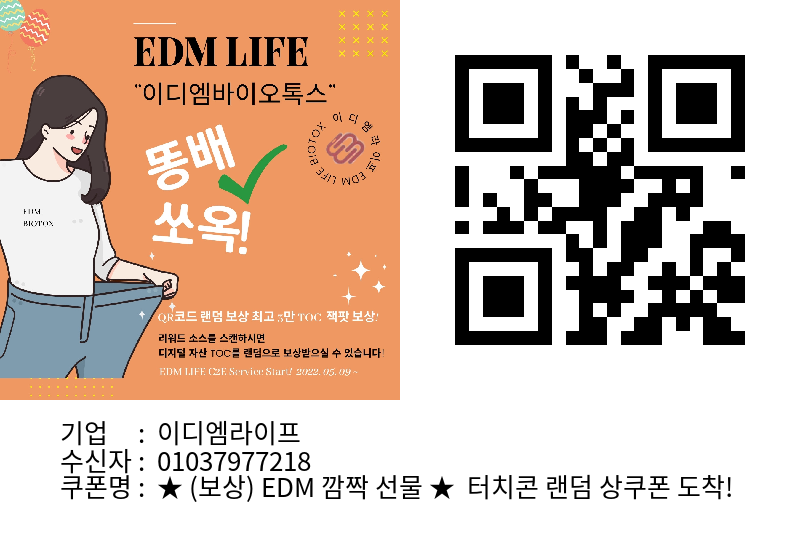 EDM LIFE
"이디엠바이오톡스"
이디엠라이프 EDM LIFE BIOTOX
똥배
쏘옥!
EDM
BIOTOX
QR코드 랜덤 보상 최고 5만 TOC 잭팟 보상!
리워드 소스를 스캔하시면
디지털 자산 TOC를 랜덤으로 보상받으실 수 있습니다!
EDM LIFE C2E Service Start! 2022. 05. 09 ~
기업 : 이디엠라이프
수신자 : 01037977218
쿠폰명 : ★ (보상) EDM 깜짝 선물 ★ 터치콘 랜덤 상쿠폰 도착!